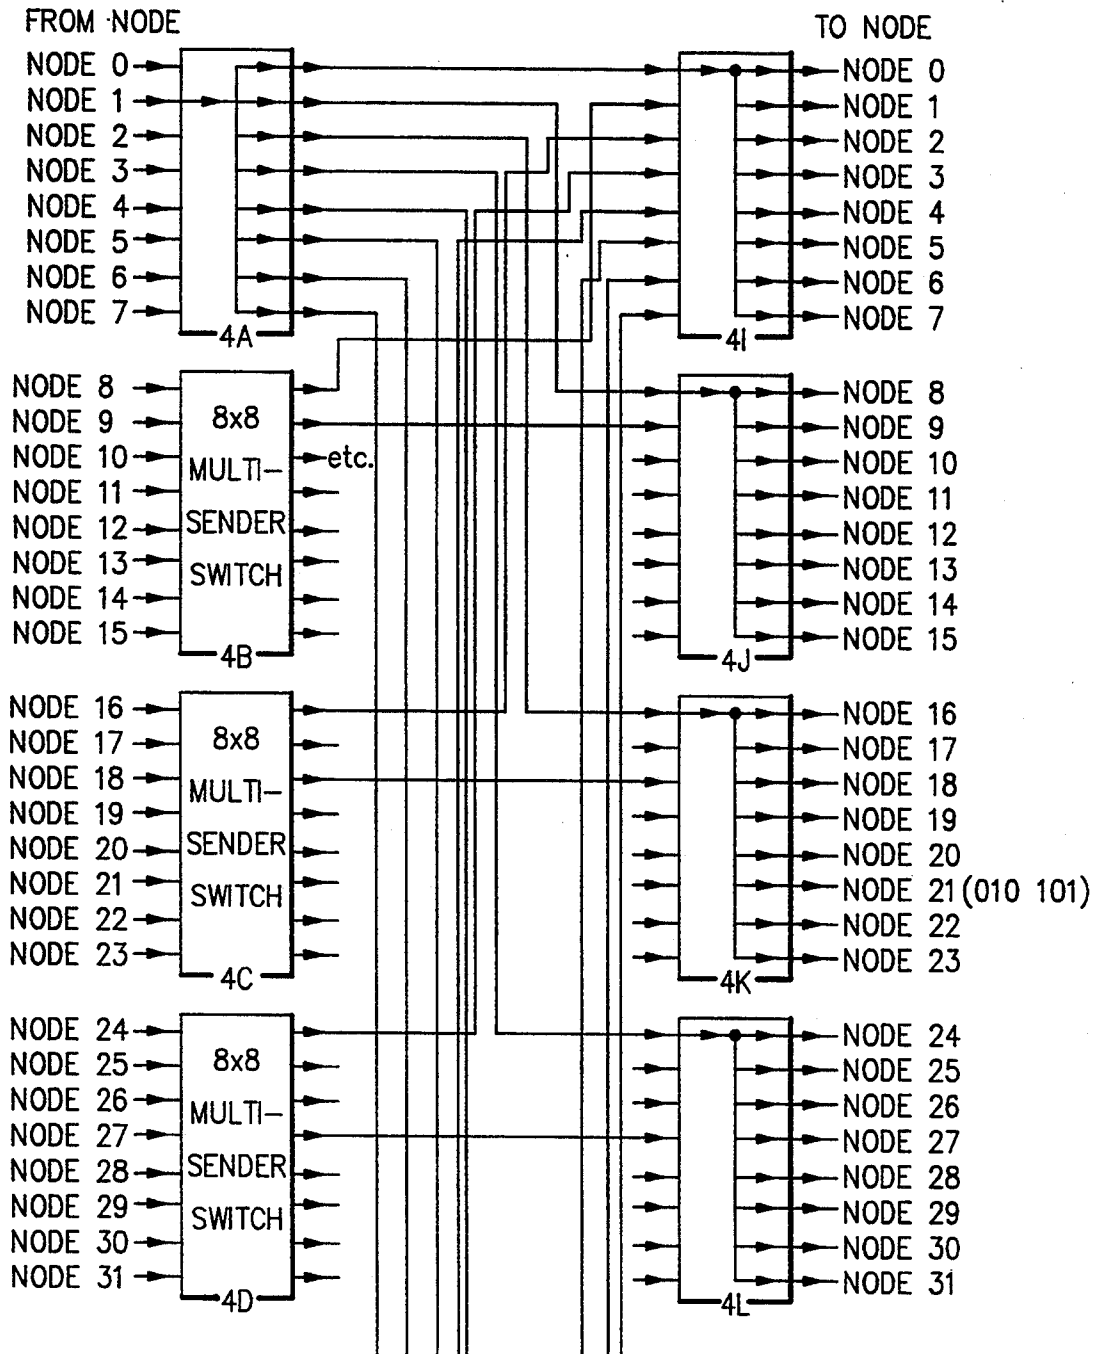 FROM NODE
TO NODE
NODE 0
NODE 1
NODE 2
NODE 3
NODE 4
NODE 5
NODE 6
NODE 7
4A
NODE 0
NODE 1
NODE 2
NODE 3
NODE 4
NODE 5
NODE 6
NODE 7
4I
NODE 8
NODE 9
NODE 10
NODE 11
NODE 12
NODE 13
NODE 14
NODE 15
8x8
MULTI-
SENDER
SWITCH
4B
etc.
NODE 8
NODE 9
NODE 10
NODE 11
NODE 12
NODE 13
NODE 14
NODE 15
4J
NODE 16
NODE 17
NODE 18
NODE 19
NODE 20
NODE 21
NODE 22
NODE 23
8x8
MULTI-
SENDER
SWITCH
4C
NODE 16
NODE 17
NODE 18
NODE 19
NODE 20
NODE 21 (010 101)
NODE 22
NODE 23
4K
NODE 24
NODE 25
NODE 26
NODE 27
NODE 28
NODE 29
NODE 30
NODE 31
8x8
MULTI-
SENDER
SWITCH
4D
NODE 24
NODE 25
NODE 26
NODE 27
NODE 28
NODE 29
NODE 30
NODE 31
4L